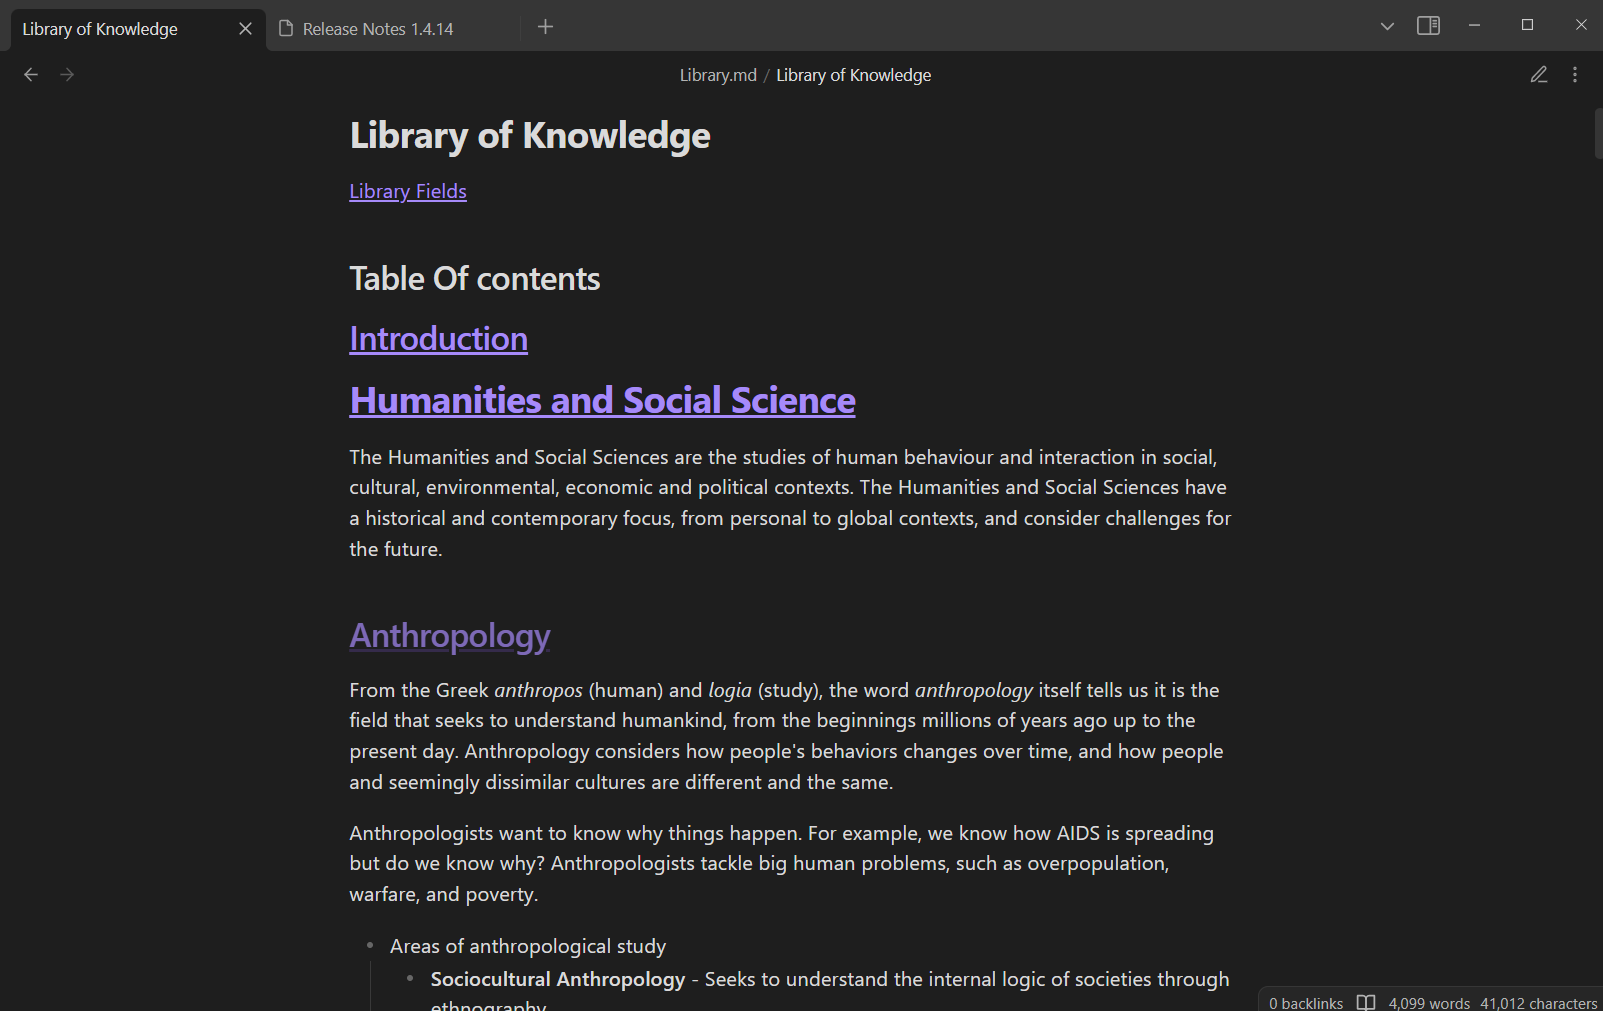 Library of Knowledge
Release Notes 1.4.14
Library.md / Library of Knowledge
Library of Knowledge
Library Fields
Table Of contents
Introduction
Humanities and Social Science
The Humanities and Social Sciences are the studies of human behaviour and interaction in social,
cultural, environmental, economic and political contexts. The Humanities and Social Sciences have
a historical and contemporary focus, from personal to global contexts, and consider challenges for
the future.
Anthropology
From the Greek anthropos (human) and logia (study), the word anthropology itself tells us it is the
field that seeks to understand humankind, from the beginnings millions of years ago up to the
present day. Anthropology considers how people's behaviors changes over time, and how people
and seemingly dissimilar cultures are different and the same.
Anthropologists want to know why things happen. For example, we know how AIDS is spreading
but do we know why? Anthropologists tackle big human problems, such as overpopulation,
warfare, and poverty.
Areas of anthropological study
Sociocultural Anthropology - Seeks to understand the internal logic of societies through
ethnography
0 backlinks 4,099 words 41,012 characters